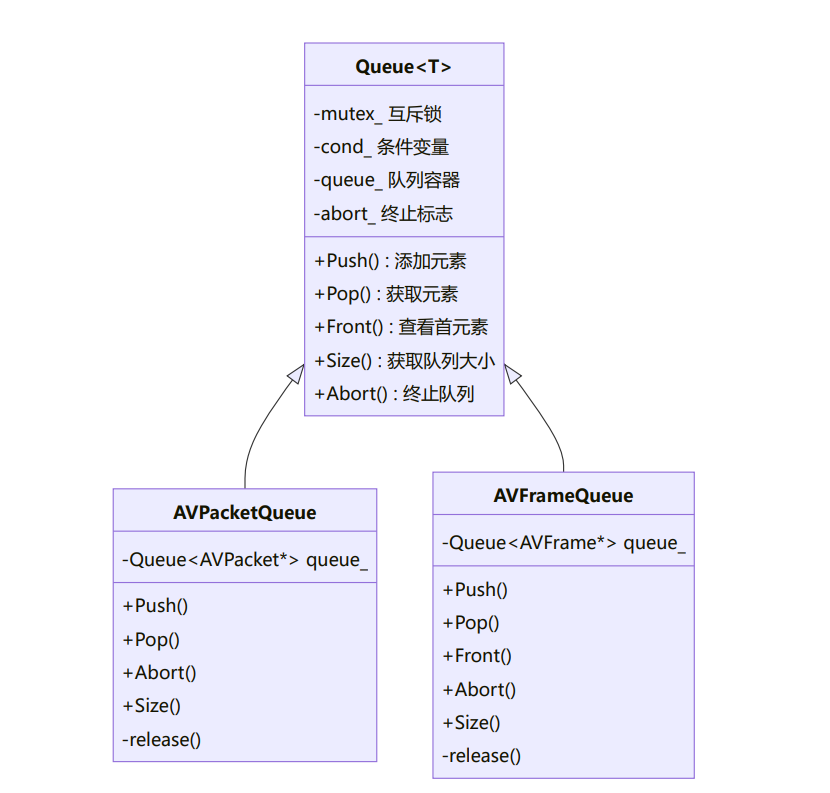 Queue<T>
-mutex_ 互斥锁
-cond_ 条件变量
-queue_ 队列容器
-abort_ 终止标志
+Push() : 添加元素
+Pop() : 获取元素
+Front() : 查看首元素
+Size() : 获取队列大小
+Abort() : 终止队列
AVPacketQueue
-Queue<AVPacket*> queue_
+Push()
+Pop()
+Abort()
+Size()
-release()
AVFrameQueue
-Queue<AVFrame*> queue_
+Push()
+Pop()
+Front()
+Abort()
+Size()
-release()